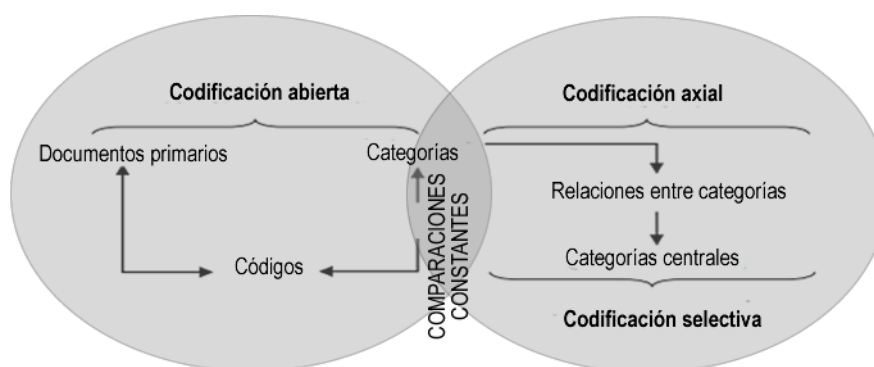 Codificación abierta
Documentos primarios
Categorías
Códigos
COMPARACIONES
CONSTANTES
Codificación axial
Relaciones entre categorías
Categorías centrales
Codificación selectiva